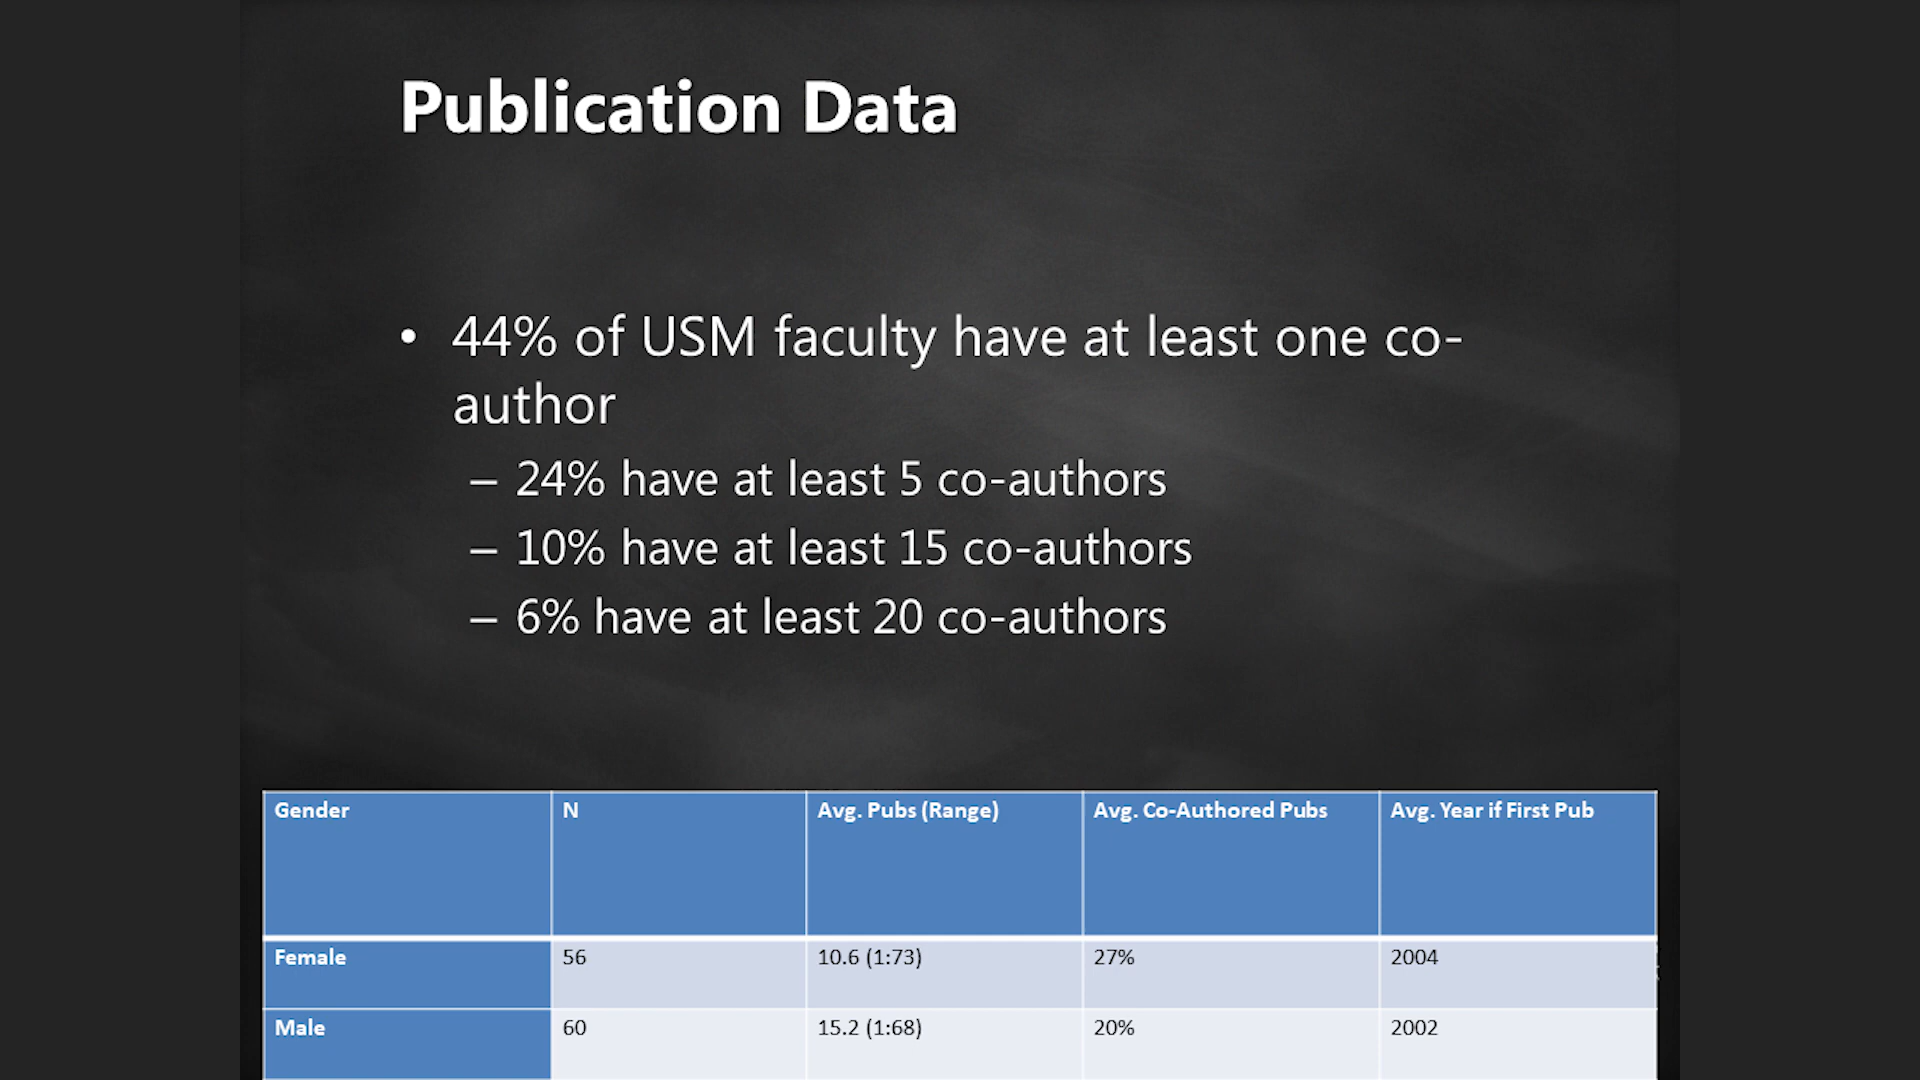 Publication Data
• 44% of USM faculty have at least one co-
author
– 24% have at least 5 co-authors
– 10% have at least 15 co-authors
– 6% have at least 20 co-authors
Gender N Avg. Pubs (Range) Avg. Co-Authored Pubs Avg. Year if First Pub
Female 56 10.6 (1:73) 27% 2004
Male 60 15.2 (1:68) 20% 2002